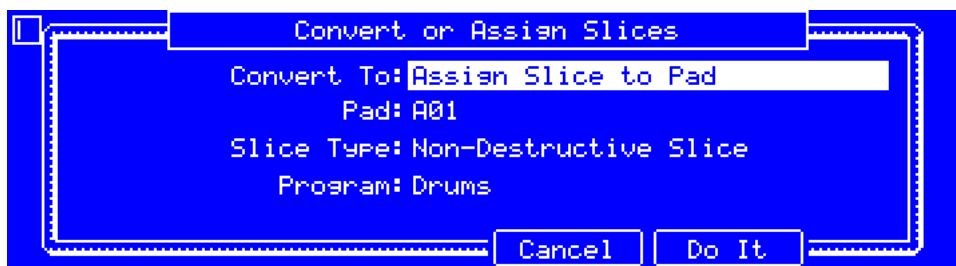 Convert or Assign Slices
Convert To: Assign Slice to Pad
Pad: A01
Slice Type: Non-Destructive Slice
Program: Drums
Cancel Do It